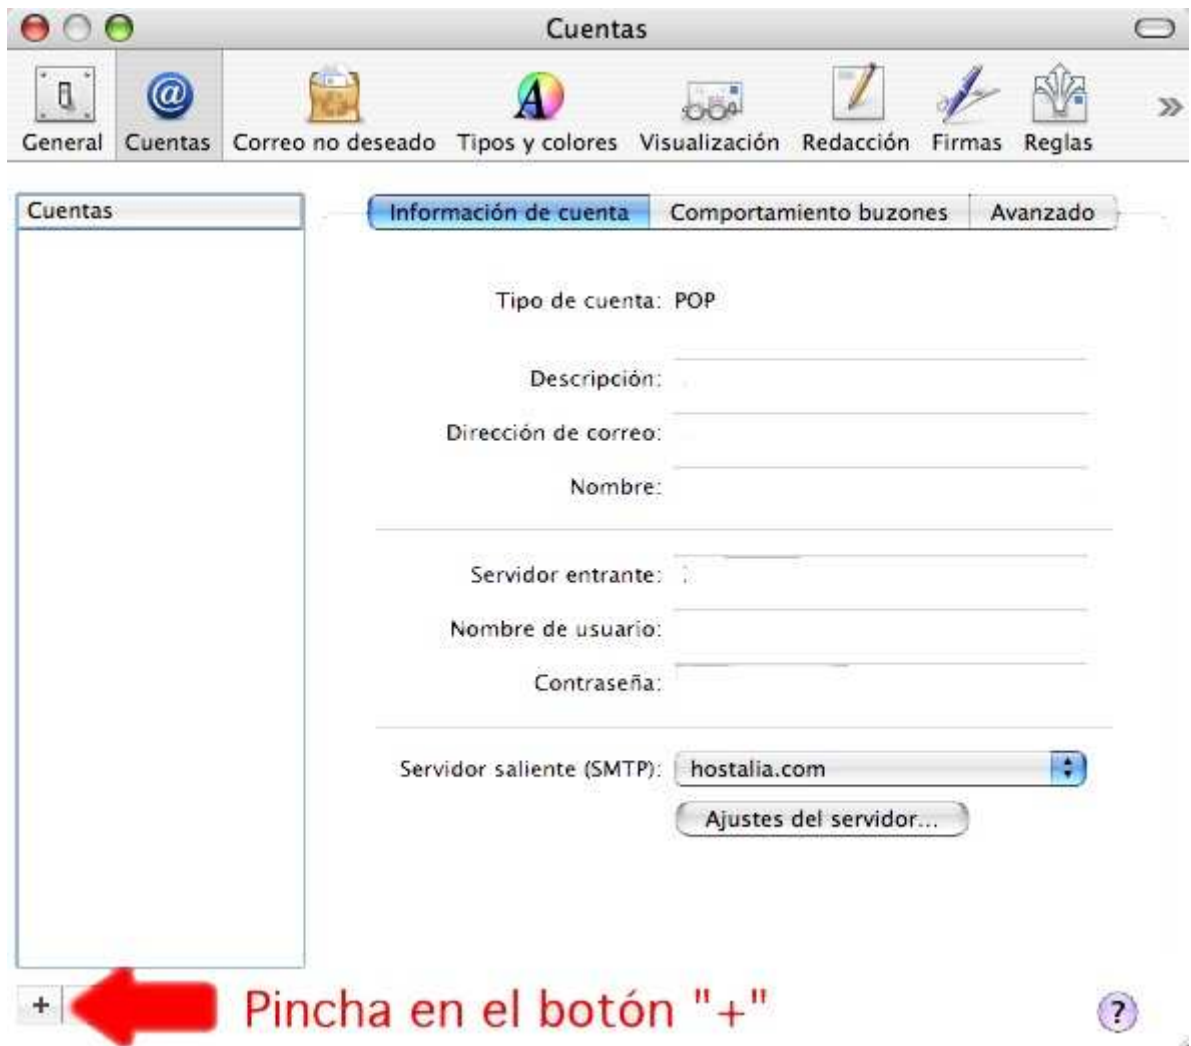 Cuentas
General Cuentas Correo no deseado Tipos y colores Visualización Redacción Firmas Reglas »
Cuentas
Información de cuenta Comportamiento buzones Avanzado
Tipo de cuenta: POP
Descripción:
Dirección de correo:
Nombre:
Servidor entrante:
Nombre de usuario:
Contraseña:
Servidor saliente (SMTP): hostalia.com
Ajustes del servidor...
+ Pincha en el botón "+" ?